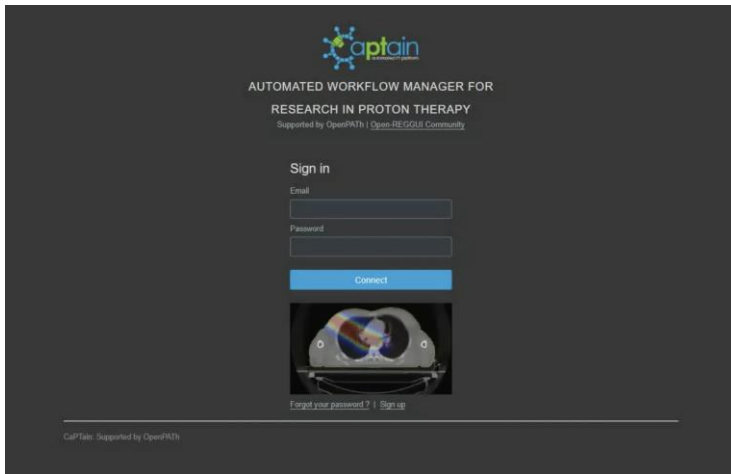 Captain
AUTOMATED WORKFLOW MANAGER FOR
RESEARCH IN PROTON THERAPY
Supported by OpenPATh | Open-REGGUI Community
Sign in
Email
Password
Connect
Forgot your password ? | Sign up
CaPTain: Supported by OpenPATh